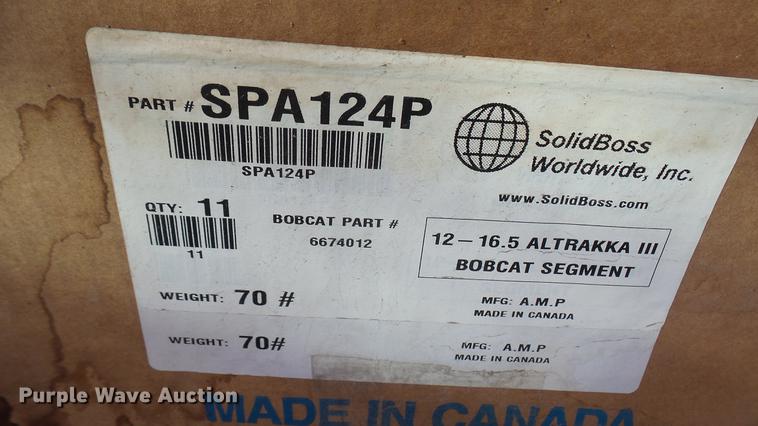 PART # SPA124P
SPA124P
SolidBoss
Worldwide, Inc.
www.SolidBoss.com
QTY: 11
11
BOBCAT PART #
6674012
12-16.5 ALTRAKKA III
BOBCAT SEGMENT
WEIGHT: 70 #
MFG: A.M.P
MADE IN CANADA
WEIGHT: 70#
MFG: A.M.P
MADE IN CANADA
Purple Wave Auction
MADE IN CANADA